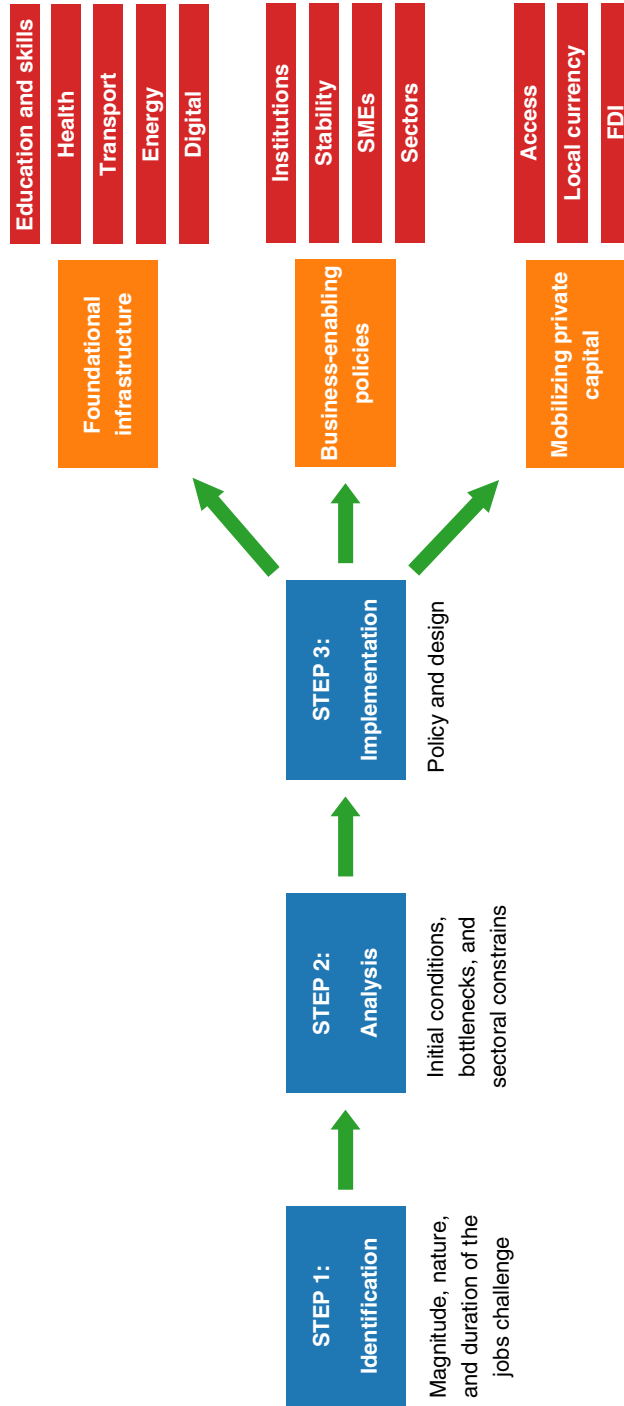 STEP 1:
Identification
Magnitude, nature,
and duration of the
jobs challenge
STEP 2:
Analysis
Initial conditions,
bottlenecks, and
sectoral constrains
STEP 3:
Implementation
Policy and design
Foundational
infrastructure
Education and skills
Health
Transport
Energy
Digital
Business-enabling
policies
Institutions
Stability
SMEs
Sectors
Mobilizing private
capital
Access
Local currency
FDI